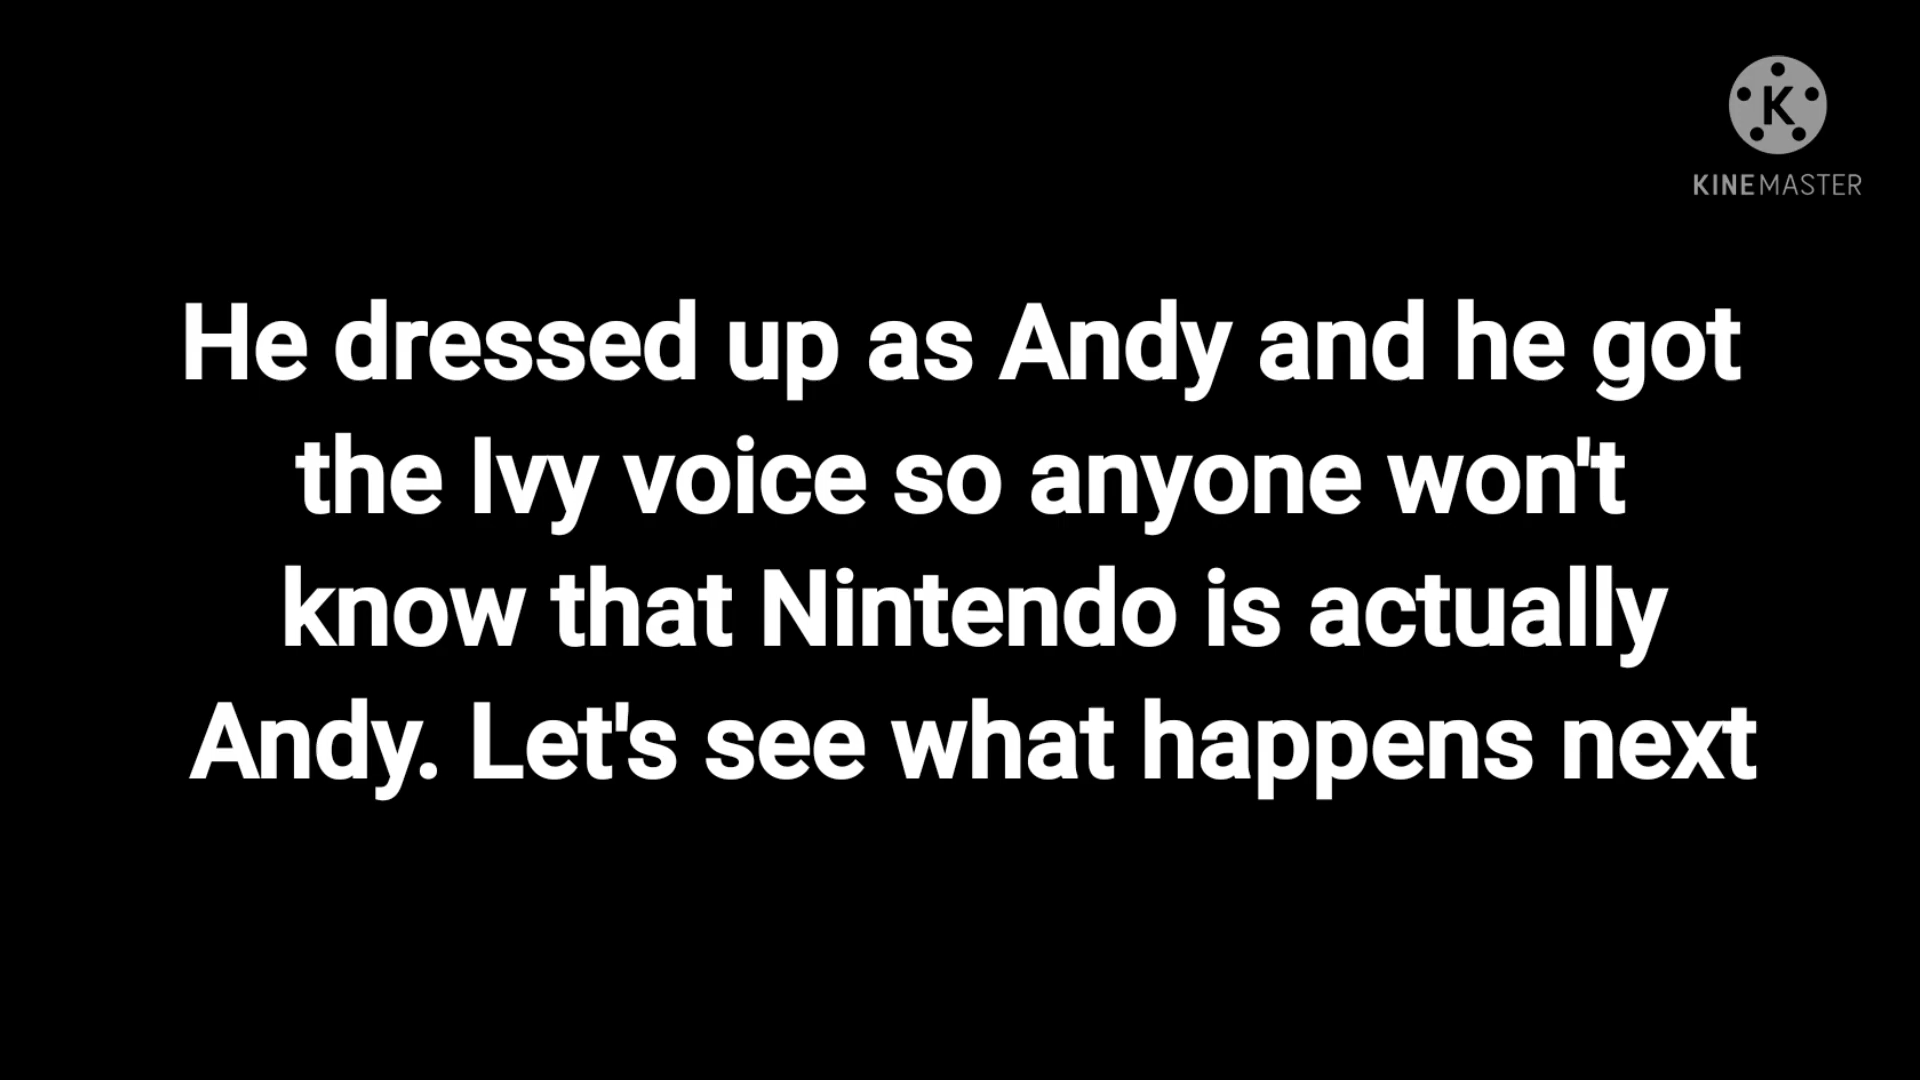 K
KINEMASTER
He dressed up as Andy and he got
the Ivy voice so anyone won't
know that Nintendo is actually
Andy. Let's see what happens next